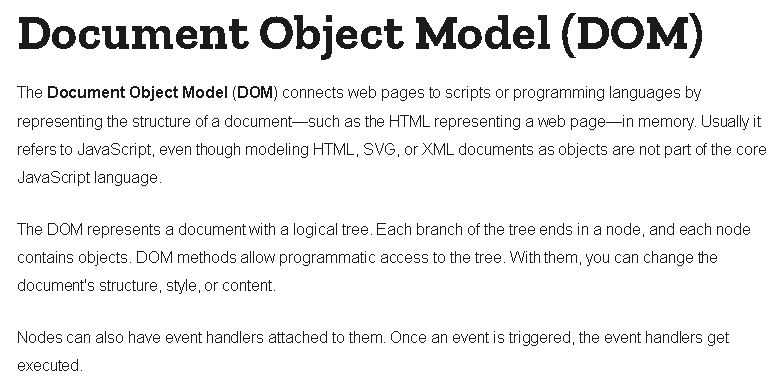 Document Object Model (DOM)
The Document Object Model (DOM) connects web pages to scripts or programming languages by
representing the structure of a document—such as the HTML representing a web page—in memory. Usually it
refers to JavaScript, even though modeling HTML, SVG, or XML documents as objects are not part of the core
JavaScript language.
The DOM represents a document with a logical tree. Each branch of the tree ends in a node, and each node
contains objects. DOM methods allow programmatic access to the tree. With them, you can change the
document's structure, style, or content.
Nodes can also have event handlers attached to them. Once an event is triggered, the event handlers get
executed.